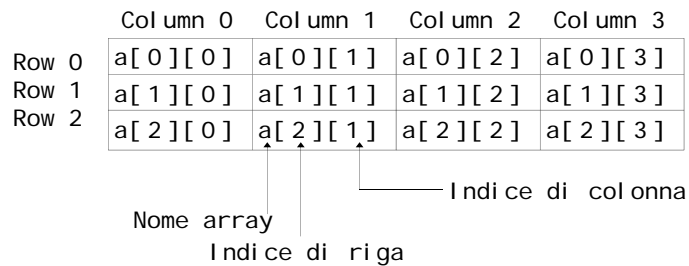 Column 0 Column 1 Column 2 Column 3
Row 0 a[0][0] a[0][1] a[0][2] a[0][3]
Row 1 a[1][0] a[1][1] a[1][2] a[1][3]
Row 2 a[2][0] a[2][1] a[2][2] a[2][3]
Indice di colonna
Nome array
Indice di riga